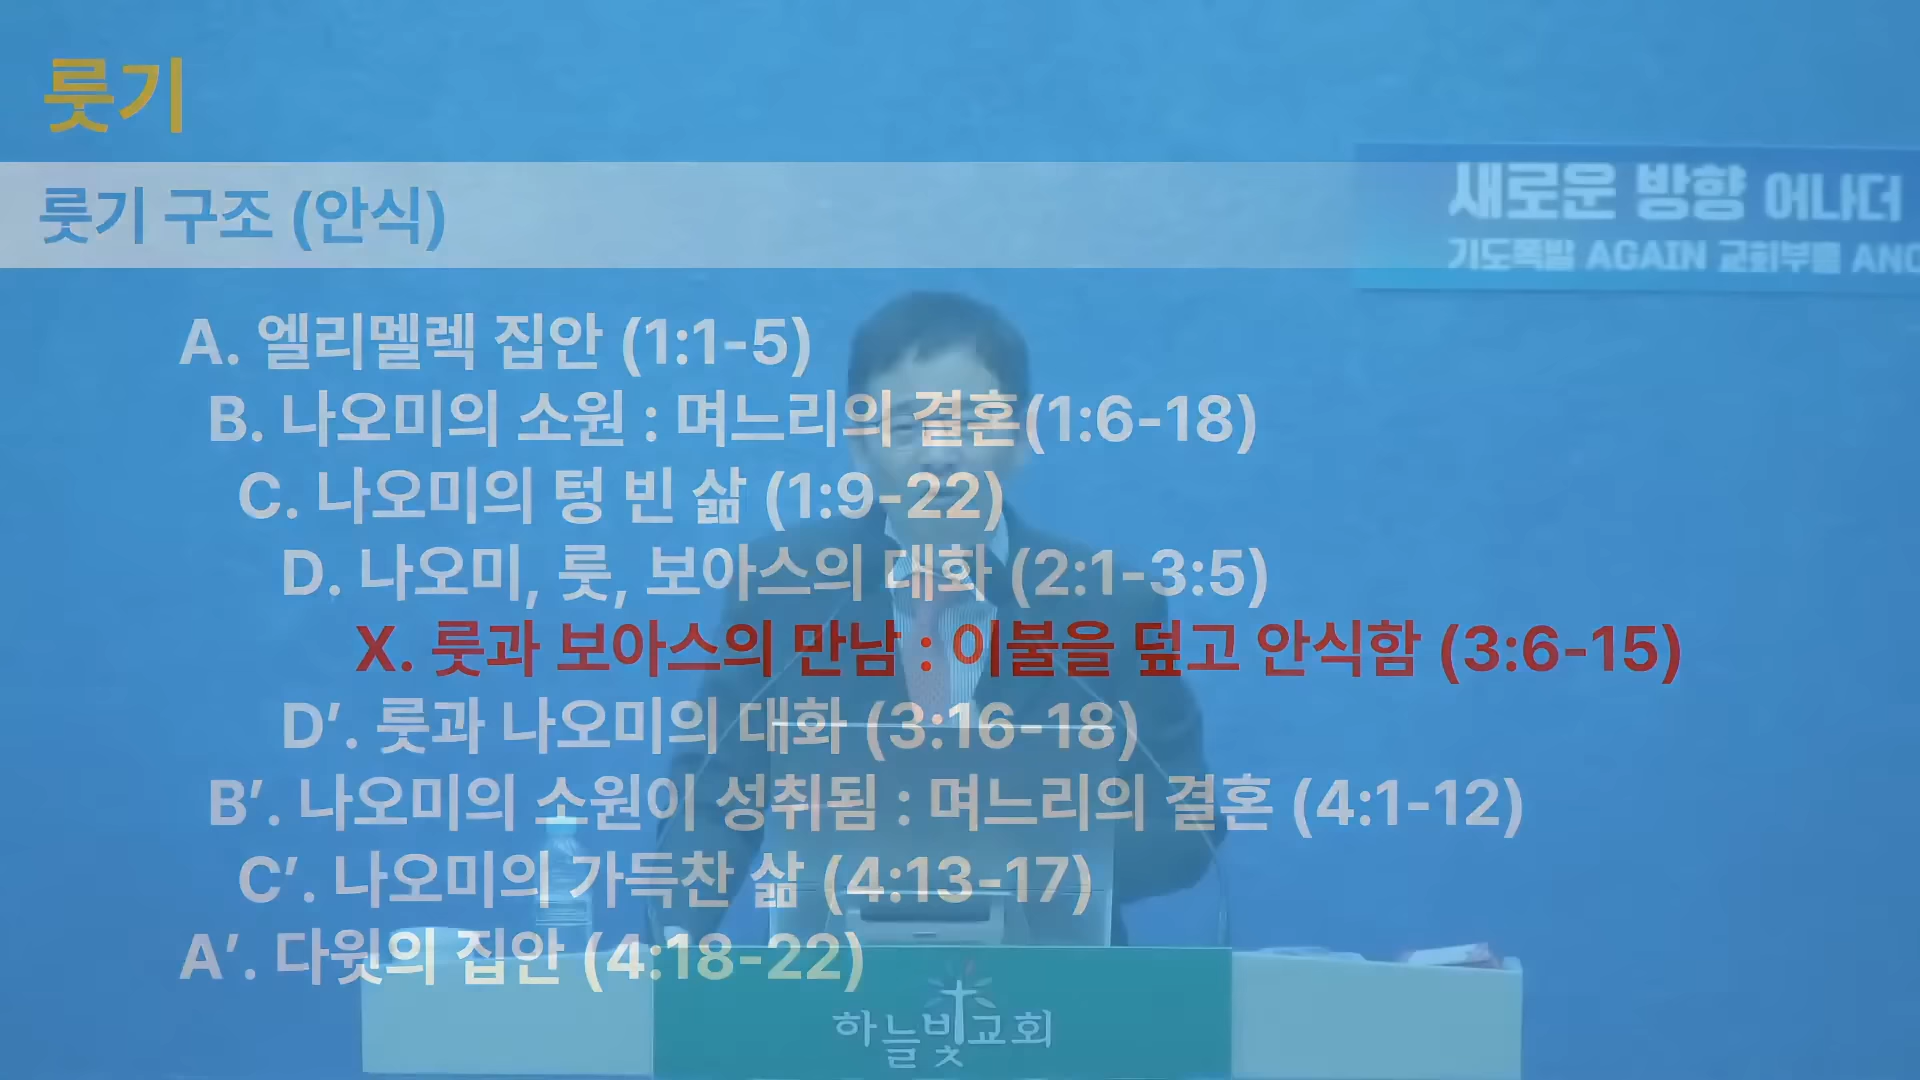 룻기
룻기 구조 (안식)
새로운 방향 어나더
기도폭발 AGAIN 교회부흘 ANO
A. 엘리멜렉 집안 (1:1-5)
B. 나오미의 소원 : 며느리의 결혼(1:6-18)
C. 나오미의 텅 빈 삶 (1:9-22)
D. 나오미, 룻, 보아스의 대화 (2:1-3:5)
X. 룻과 보아스의 만남 : 이불을 덮고 안식함 (3:6-15)
D′. 룻과 나오미의 대화 (3:16-18)
B′. 나오미의 소원이 성취됨 : 며느리의 결혼 (4:1-12)
C′. 나오미의 가득찬 삶 (4:13-17)
A′. 다윗의 집안 (4:18-22)
하늘빛교회